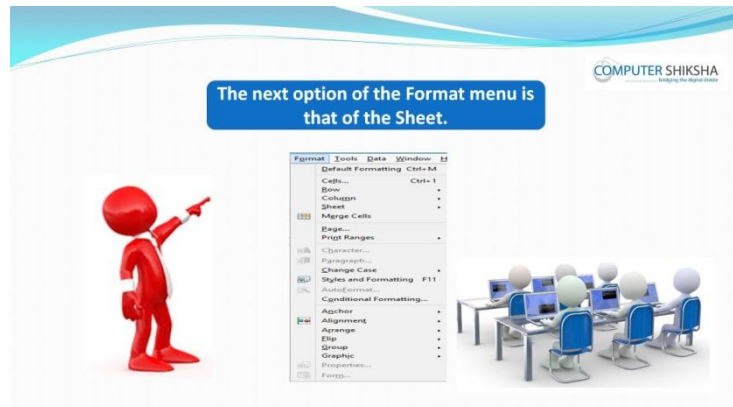 COMPUTER SHIKSHA
bridging the digital divide
The next option of the Format menu is
that of the Sheet.
Format Tools Data Window H
Default Formatting Ctrl+M
Cells... Ctrl+1
Row
Column
Sheet
Merge Cells
Page...
Print Ranges
Character...
Paragraph...
Change Case
Styles and Formatting F11
AutoFormat...
Conditional Formatting...
Anchor
Alignment
Arrange
Flip
Group
Graphic
Properties...
Form...